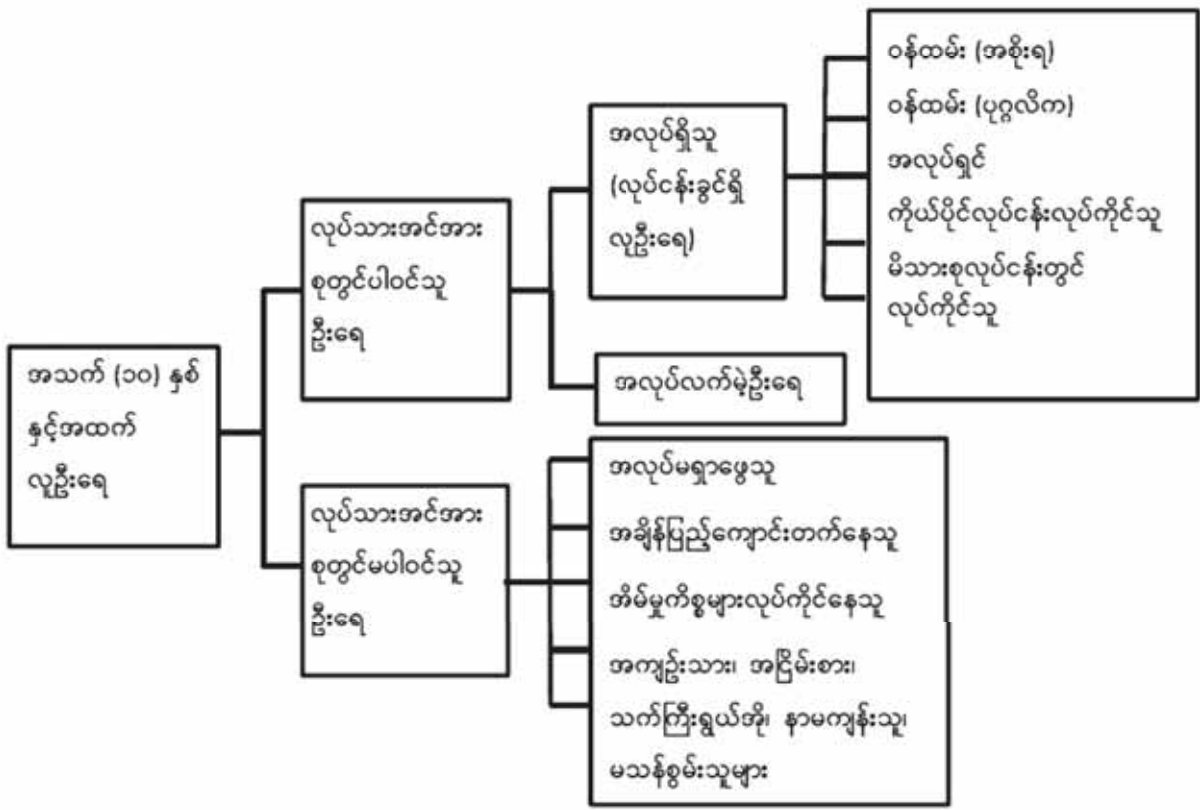 အသက် (၁၀) နှစ်
နှင့်အထက်
လူဦးရေ
လုပ်သားအင်အား
စုတွင်ပါဝင်သူ
ဦးရေ
လုပ်သားအင်အား
စုတွင်မပါဝင်သူ
ဦးရေ
အလုပ်ရှိသူ
(လုပ်ငန်းခွင်ရှိ
လူဦးရေ)
အလုပ်လက်မဲ့ဦးရေ
ဝန်ထမ်း (အစိုးရ)
ဝန်ထမ်း (ပုဂ္ဂလိက)
အလုပ်ရှင်
ကိုယ်ပိုင်လုပ်ငန်းလုပ်ကိုင်သူ
မိသားစုလုပ်ငန်းတွင်
လုပ်ကိုင်သူ
အလုပ်မရှာဖွေသူ
အချိန်ပြည့်ကျောင်းတက်နေသူ
အိမ်မှုကိစ္စများလုပ်ကိုင်နေသူ
အကျဉ်းသား၊ အငြိမ်းစား၊
သက်ကြီးရွယ်အို၊ နာမကျန်းသူ၊
မသန်စွမ်းသူများ